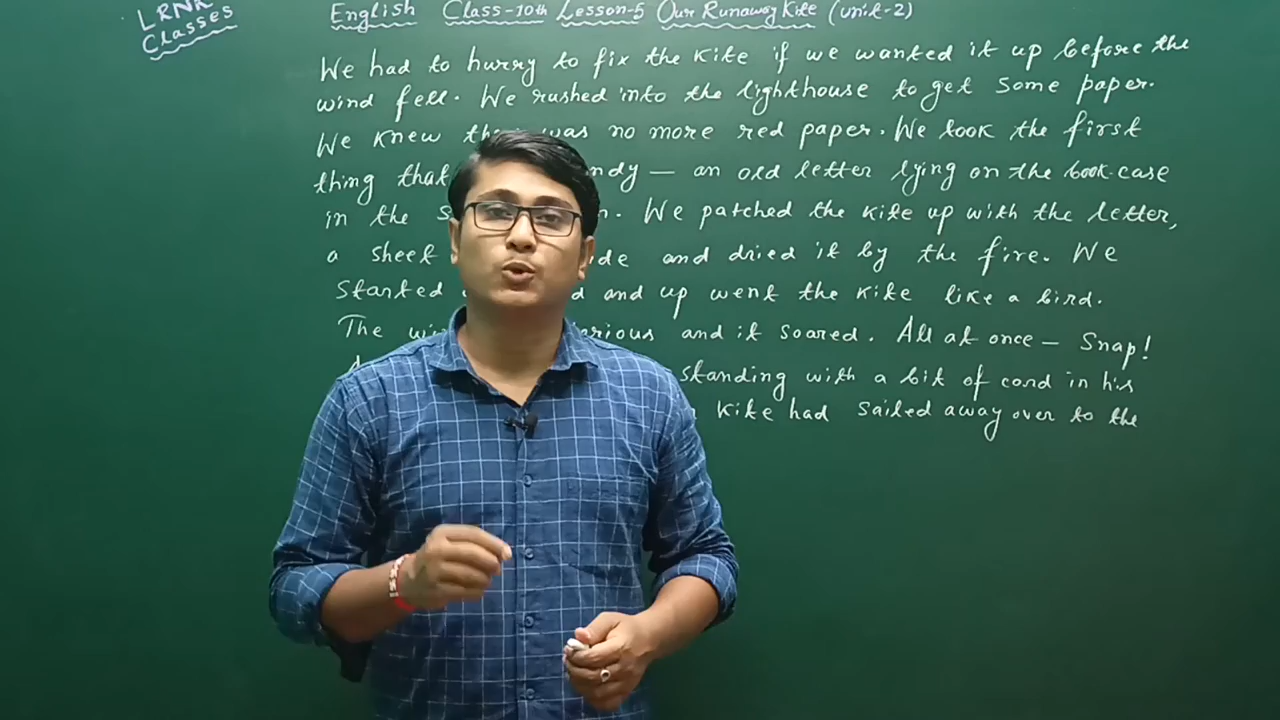 LRNR
Classes
English Class-10th Lesson-5 Our Runaway Kite (unit-2)
We had to hurry to fix the kite if we wanted it up before the
wind fell. We rushed into the lighthouse to get some paper.
We knew was no more red paper. We took the first
thing that — an old letter lying on the book-case
in the . We patched the kite up with the letter,
a sheet and dried it by the fire. We
started and up went the kite like a bird.
The and it soared. All at once — Snap!
standing with a bit of cord in his
kite had sailed away over to the